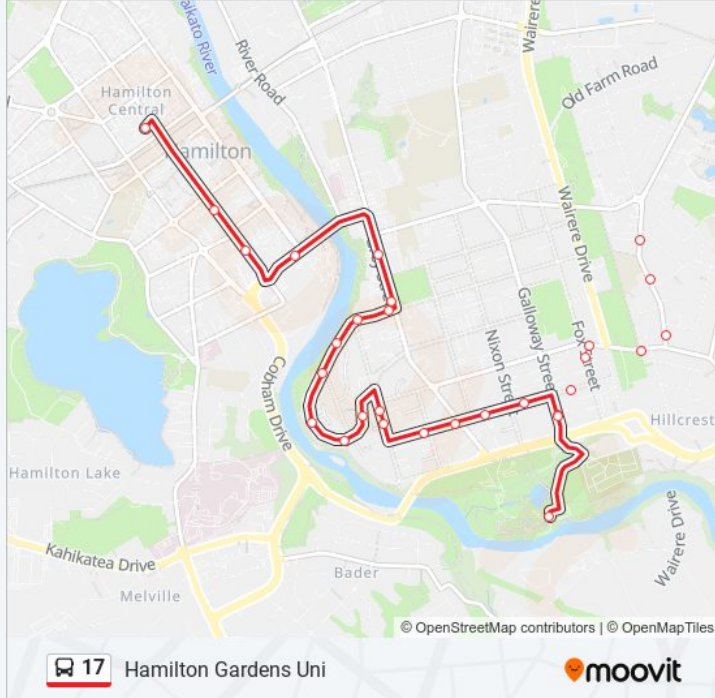 Waikato River
River Road
Wairere
Hamilton
Central
Old Farm Road
Hamilton
Wairere Drive
Galloway Street
Fox Street
Nixon Street
Cobham Drive
Hillcrest
Hamilton Lake
Kahikatea Drive
Bader
Melville
Wairere Drive
© OpenStreetMap contributors | © OpenMapTiles
17 Hamilton Gardens Uni
moovit